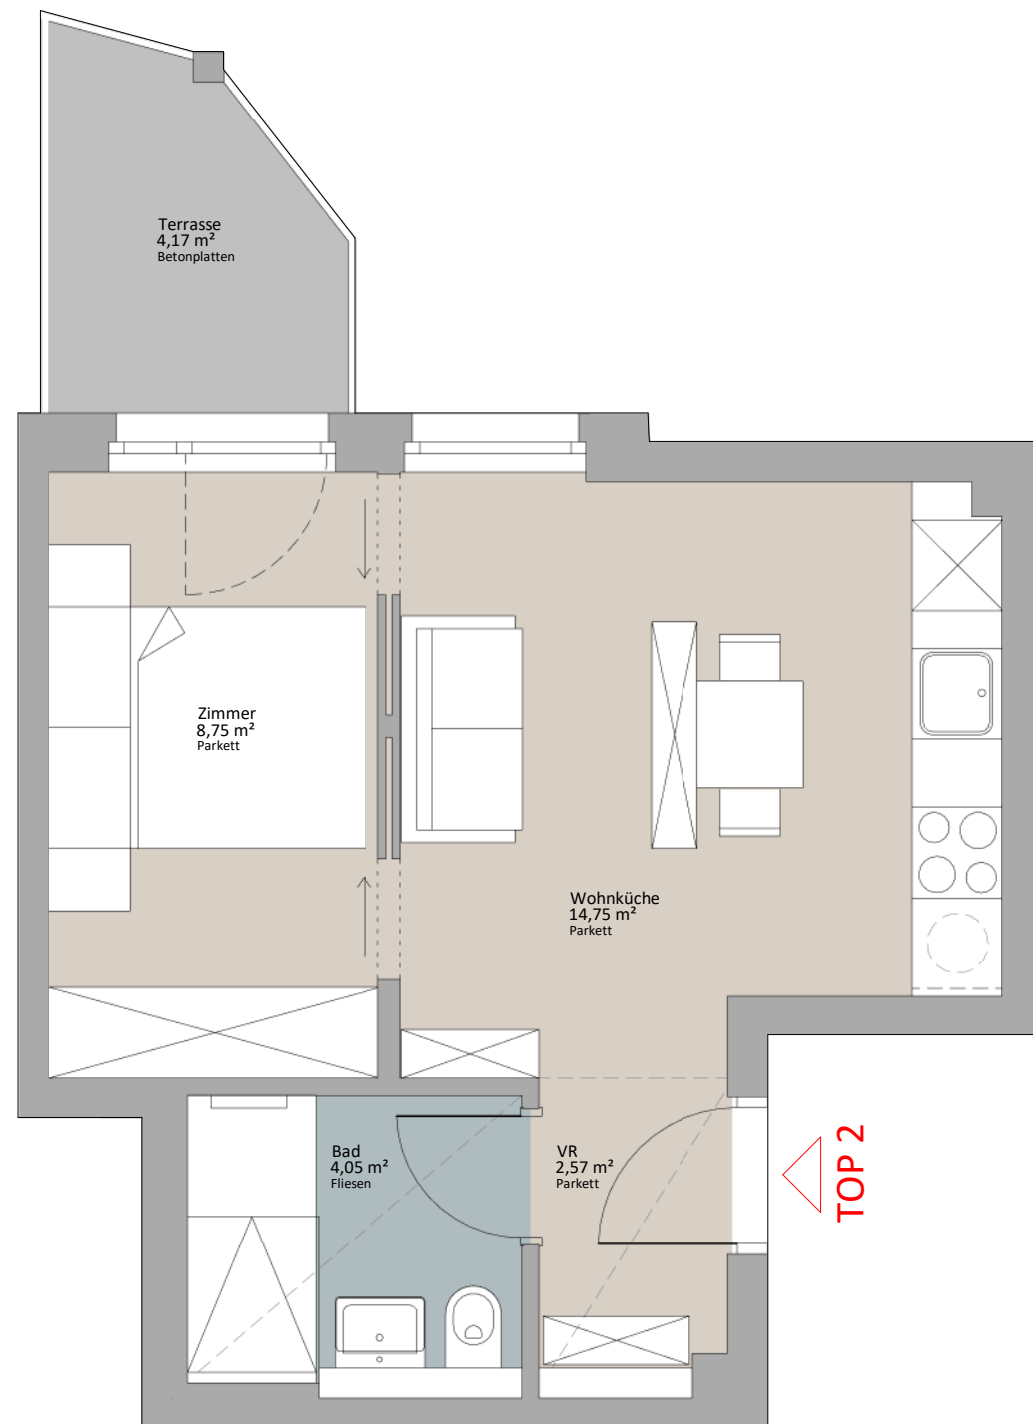 Terrasse
4,17 m²
Betonplatten
Zimmer
8,75 m²
Parkett
Wohnküche
14,75 m²
Parkett
Bad
4,05 m²
Fliesen
VR
2,57 m²
Parkett
TOP 2